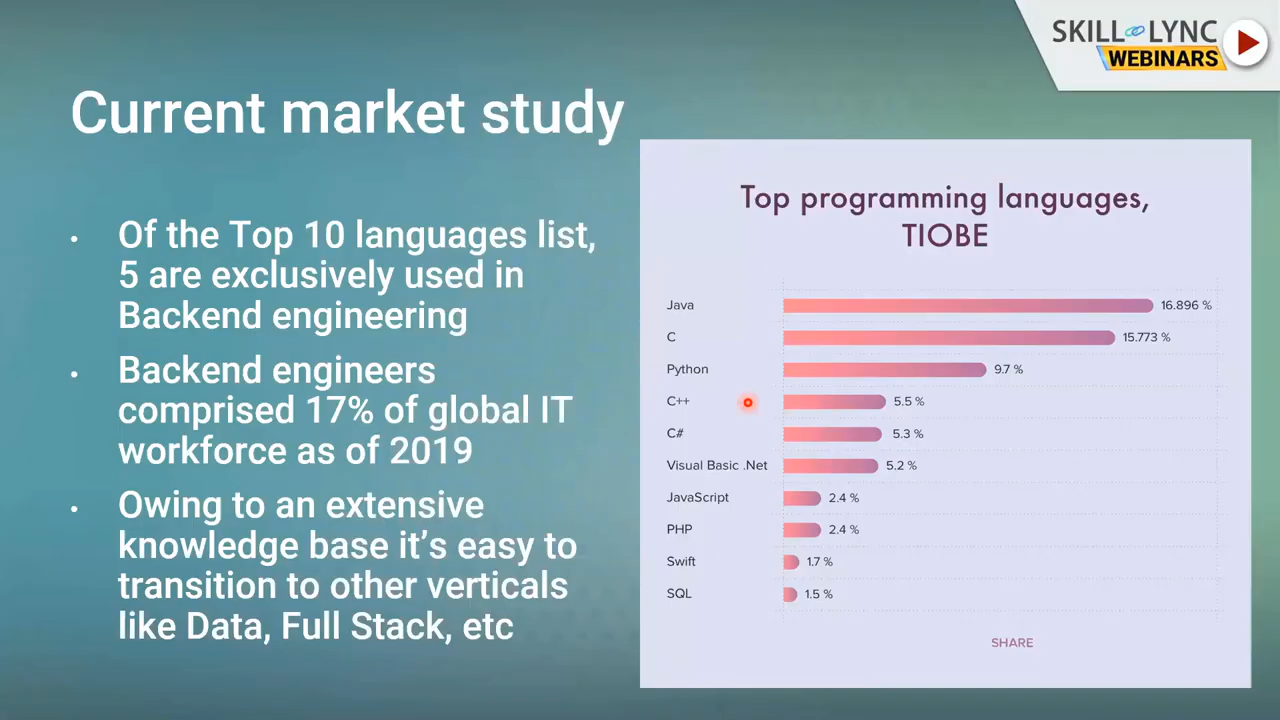 SKILL LYNC
WEBINARS
Current market study
• Of the Top 10 languages list,
5 are exclusively used in
Backend engineering
• Backend engineers
comprised 17% of global IT
workforce as of 2019
• Owing to an extensive
knowledge base it’s easy to
transition to other verticals
like Data, Full Stack, etc
Top programming languages,
TIOBE
Java 16.896 %
C 15.773 %
Python 9.7 %
C++ 5.5 %
C# 5.3 %
Visual Basic .Net 5.2 %
JavaScript 2.4 %
PHP 2.4 %
Swift 1.7 %
SQL 1.5 %
SHARE